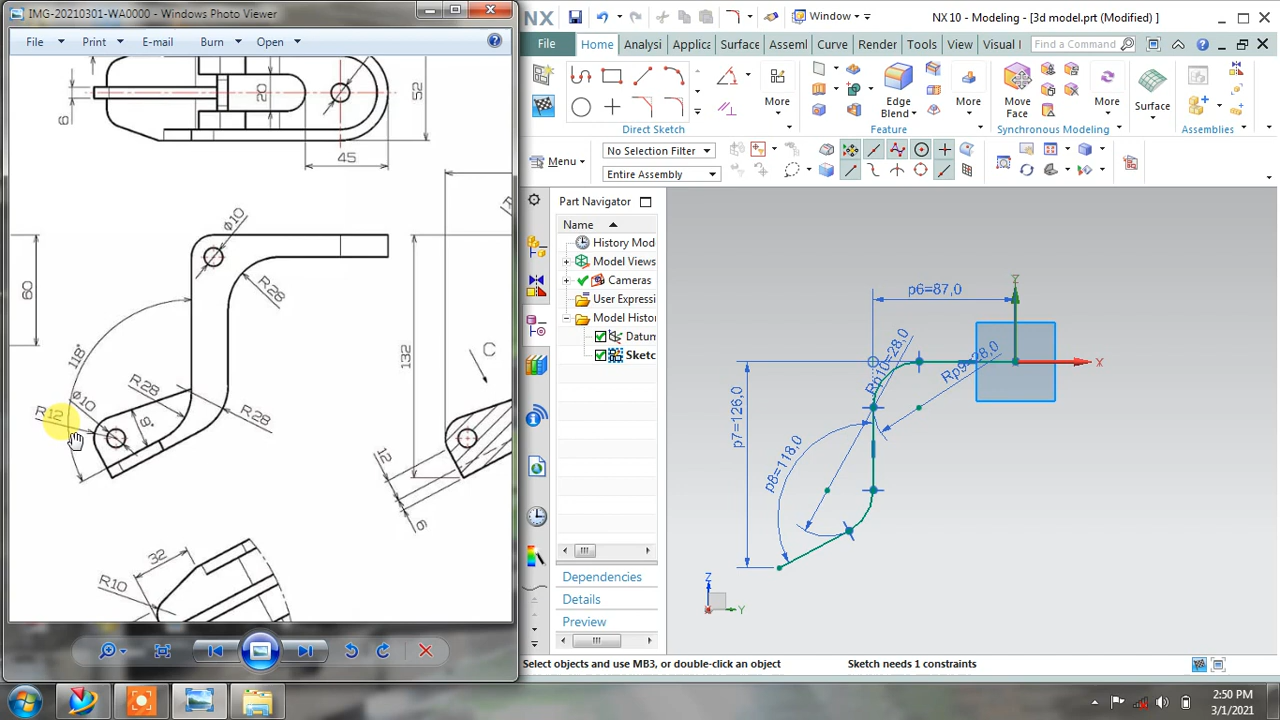 IMG-20210301-WA0000 - Windows Photo Viewer
File
Print
E-mail
Burn
Open
6
20
52
45
Φ10
R28
60
118°
R28
Φ10
R12
8°
R28
132
C
12
6
32
R10
NX
Window
NX 10 - Modeling - [3d model.prt (Modified) ]
File
Home
Analysi
Applica
Surface
Assembl
Curve
Render
Tools
View
Visual I
Find a Command
More
Edge
Blend
More
Move
Face
More
Surface
Direct Sketch
Feature
Synchronous Modeling
Assemblies
Menu
No Selection Filter
Entire Assembly
Part Navigator
Name
History Mod
Model Views
Cameras
User Expressi
Model Histor
Datun
Sketc
Dependencies
Details
Preview
p6=87,0
Z
X
Rp10=28,0
Rp9=28,0
p7=126,0
p8=118,0
Z
Y
Select objects and use MB3, or double-click an object
Sketch needs 1 constraints
2:50 PM
3/1/2021